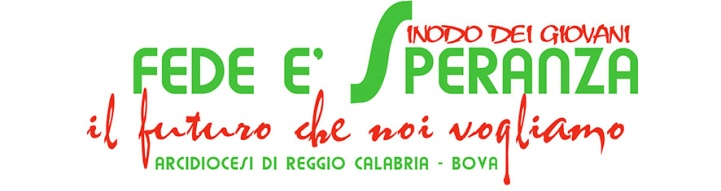 SINODO DEI GIOVANI
FEDE E' SPERANZA
il futuro che noi vogliamo
ARCIDIOCESI DI REGGIO CALABRIA - BOVA